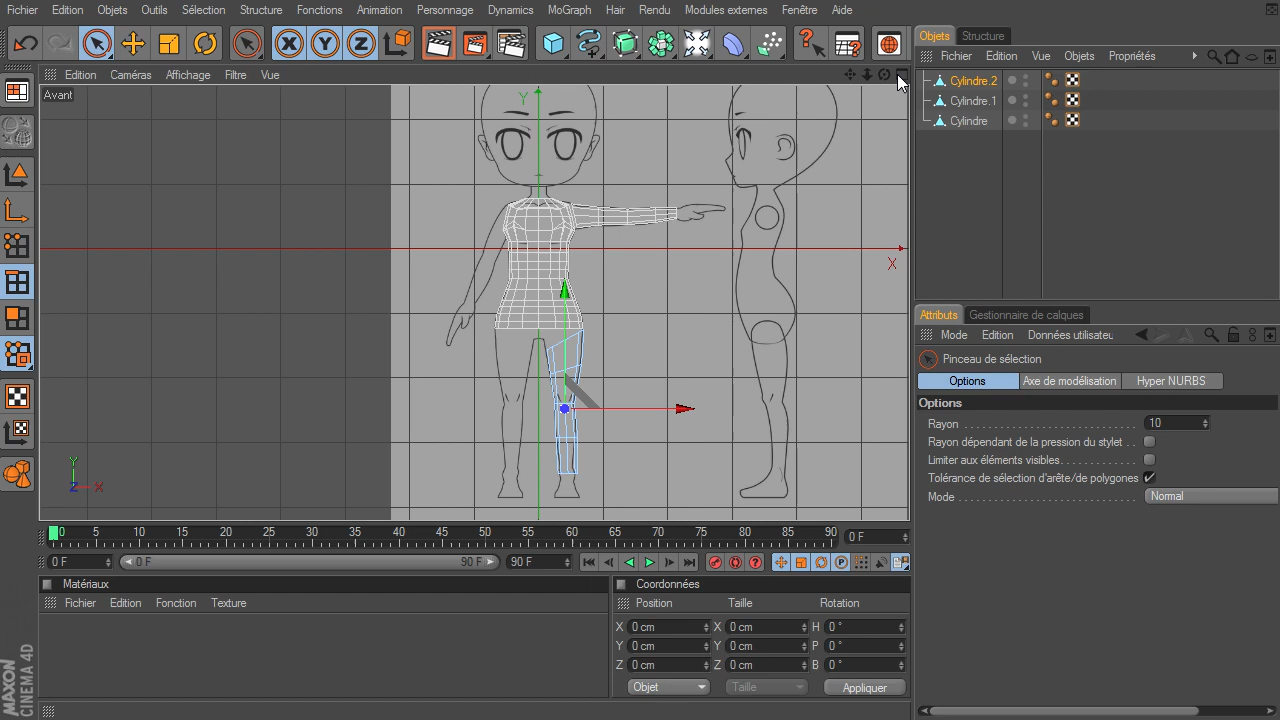 Fichier Edition Objets Outils Sélection Structure Fonctions Animation Personnage Dynamics MoGraph Hair Rendu Modules externes Fenêtre Aide
Objets Structure
Edition Caméras Affichage Filtre Vue
Fichier Edition Vue Objets Propriétés
Avant
Y
X
Y
Z X
Cylindre.2
Cylindre.1
Cylindre
Attributs Gestionnaire de calques
Mode Edition Données utilisateu
Pinceau de sélection
Options Axe de modélisation Hyper NURBS
Options
Rayon 10
Rayon dépendant de la pression du stylet
Limiter aux éléments visibles
Tolérance de sélection d'arête/de polygones
Mode Normal
0 5 10 15 20 25 30 35 40 45 50 55 60 65 70 75 80 85 90 0 F
0 F 0 F 90 F 90 F
Matériaux
Fichier Edition Fonction Texture
Coordonnées
Position Taille Rotation
X 0 cm X 0 cm H 0 °
Y 0 cm Y 0 cm P 0 °
Z 0 cm Z 0 cm B 0 °
Objet Taille Appliquer
MAXON
CINEMA 4D